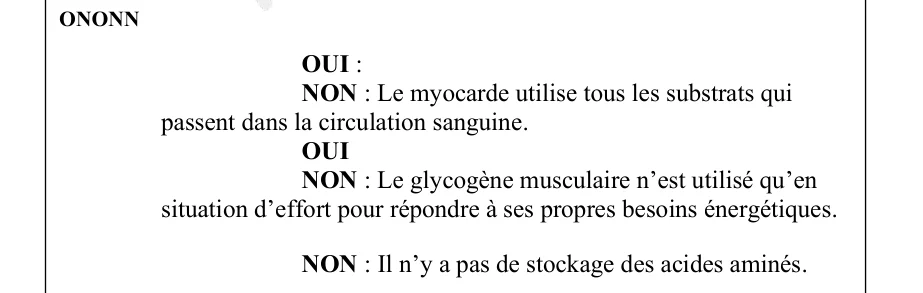 ONONN
OUI :
NON : Le myocarde utilise tous les substrats qui
passent dans la circulation sanguine.
OUI
NON : Le glycogène musculaire n’est utilisé qu’en
situation d’effort pour répondre à ses propres besoins énergétiques.
NON : Il n’y a pas de stockage des acides aminés.